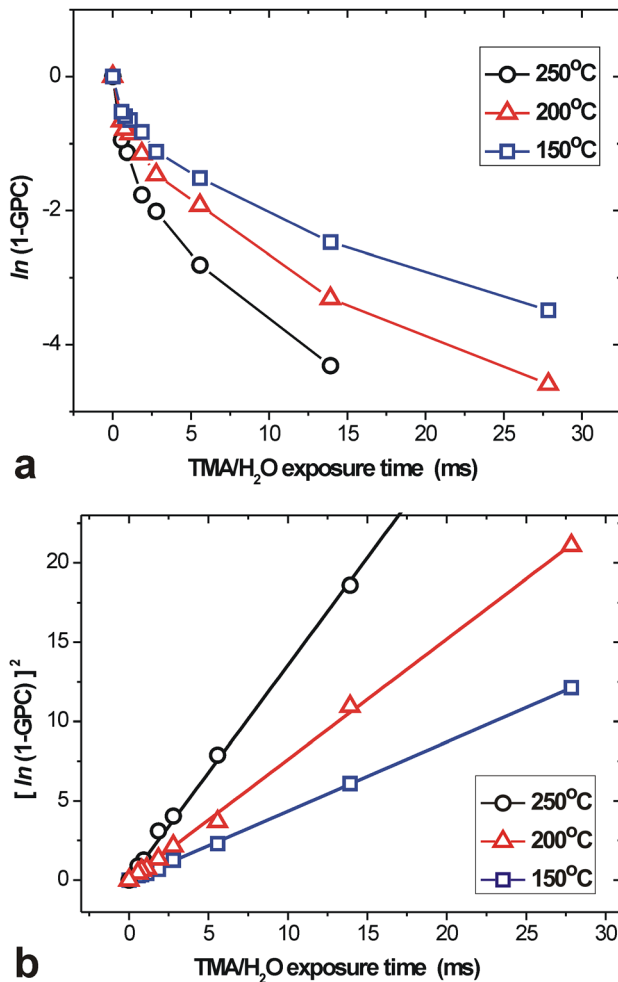 0
-2
-4
ln (1-GPC)
250°C
200°C
150°C
0 5 10 15 20 25 30
TMA/H₂O exposure time (ms)
a
20
15
10
5
0
[ ln (1-GPC) ]²
250°C
200°C
150°C
0 5 10 15 20 25 30
TMA/H₂O exposure time (ms)
b